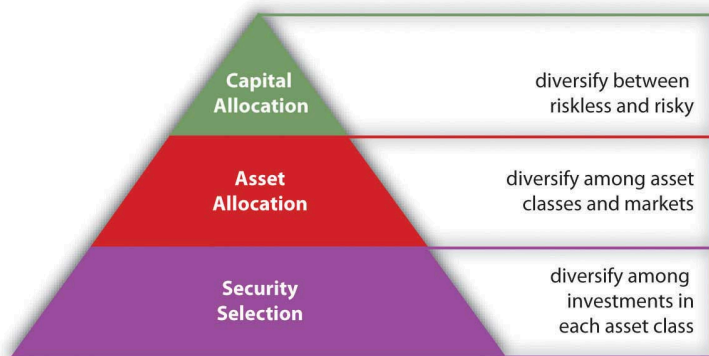 Capital
Allocation
diversify between
riskless and risky
Asset
Allocation
diversify among asset
classes and markets
Security
Selection
diversify among
investments in
each asset class